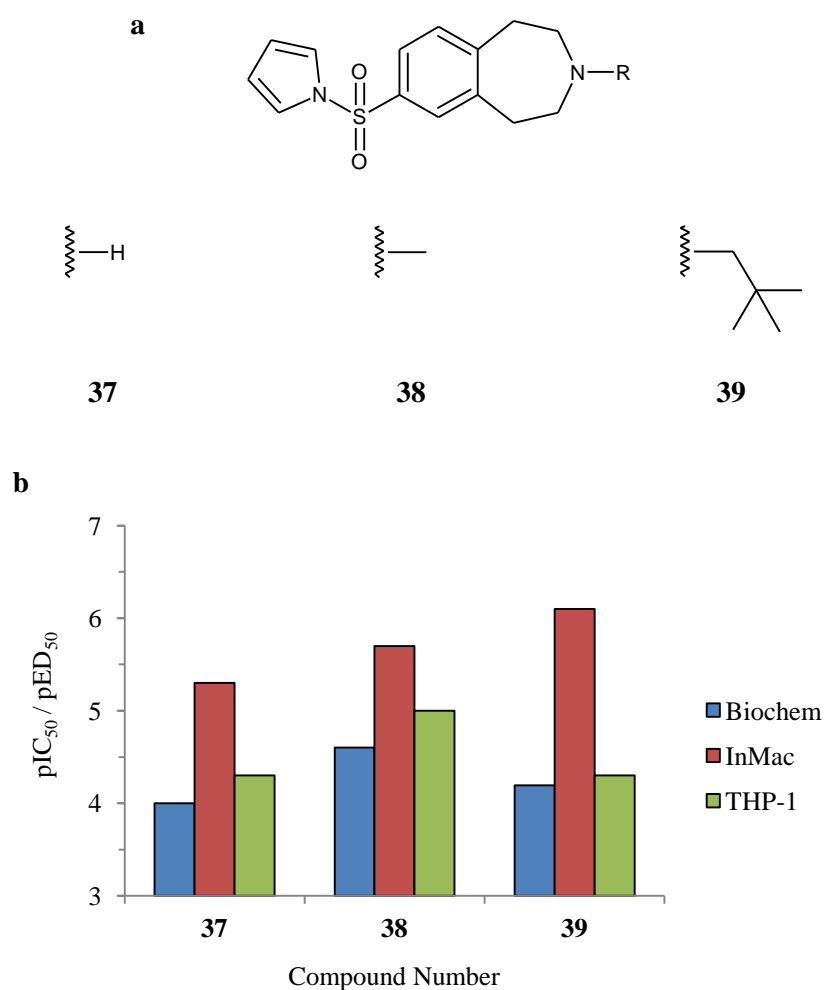 a
N
S
O
O
N
R
H
37 38 39
b
7
6
5
4
3
pIC50 / pED50
Biochem
InMac
THP-1
37 38 39
Compound Number